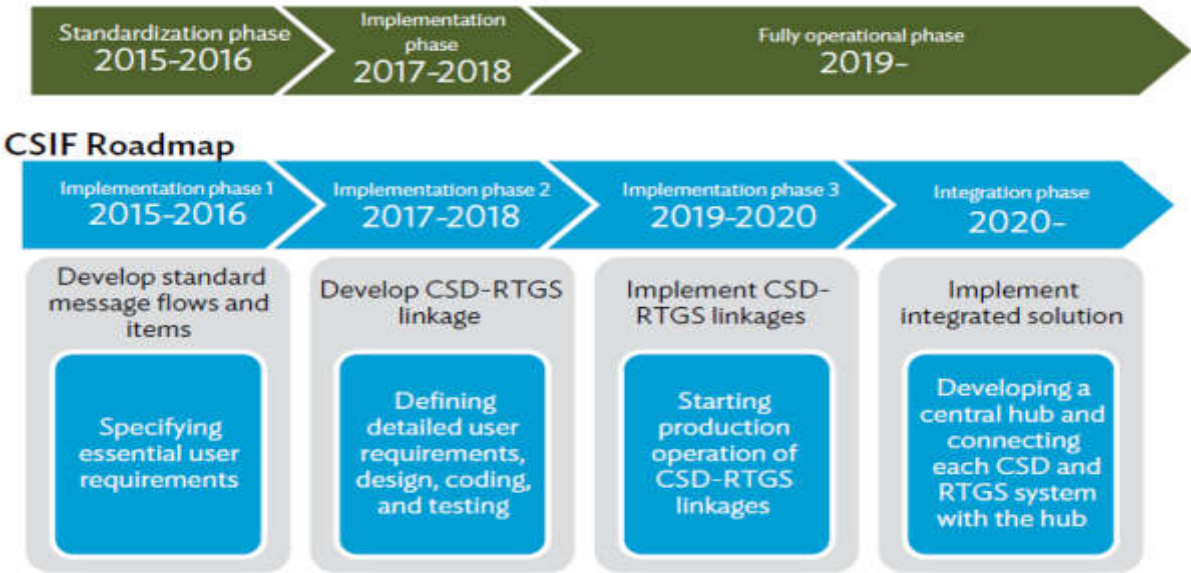 Standardization phase
2015-2016
Implementation
phase
2017-2018
Fully operational phase
2019-
CSIF Roadmap
Implementation phase 1
2015-2016
Implementation phase 2
2017-2018
Implementation phase 3
2019-2020
Integration phase
2020-
Develop standard
message flows and
items
Specifying
essential user
requirements
Develop CSD-RTGS
linkage
Defining
detailed user
requirements,
design, coding,
and testing
Implement CSD-
RTGS linkages
Starting
production
operation of
CSD-RTGS
linkages
Implement
integrated solution
Developing a
central hub and
connecting
each CSD and
RTGS system
with the hub